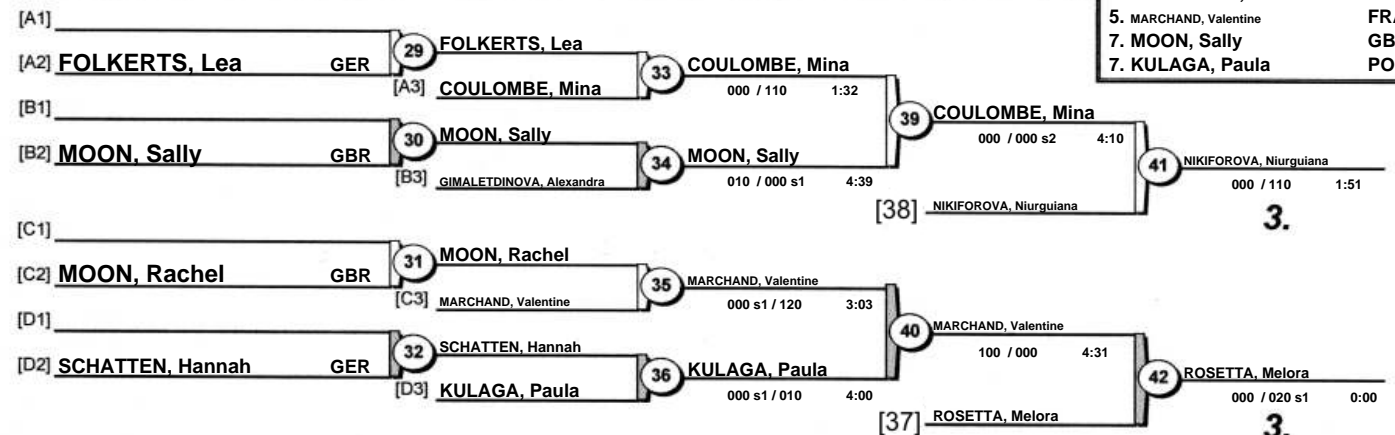 5. MARCHAND, Valentine FRA
7. MOON, Sally GB
7. KULAGA, Paula PO
[A1]
[A2] FOLKERTS, Lea GER
29 FOLKERTS, Lea
[A3] COULOMBE, Mina
33 COULOMBE, Mina
000 / 110 1:32
[B1]
[B2] MOON, Sally GBR
30 MOON, Sally
[B3] GIMALETDINOVA, Alexandra
34 MOON, Sally
010 / 000 s1 4:39
39 COULOMBE, Mina
000 / 000 s2 4:10
[38] NIKIFOROVA, Niurguiana
41 NIKIFOROVA, Niurguiana
000 / 110 1:51
3.
[C1]
[C2] MOON, Rachel GBR
31 MOON, Rachel
[C3] MARCHAND, Valentine
35 MARCHAND, Valentine
000 s1 / 120 3:03
[D1]
[D2] SCHATTEN, Hannah GER
32 SCHATTEN, Hannah
[D3] KULAGA, Paula
36 KULAGA, Paula
000 s1 / 010 4:00
40 MARCHAND, Valentine
100 / 000 4:31
[37] ROSETTA, Melora
42 ROSETTA, Melora
000 / 020 s1 0:00
3.